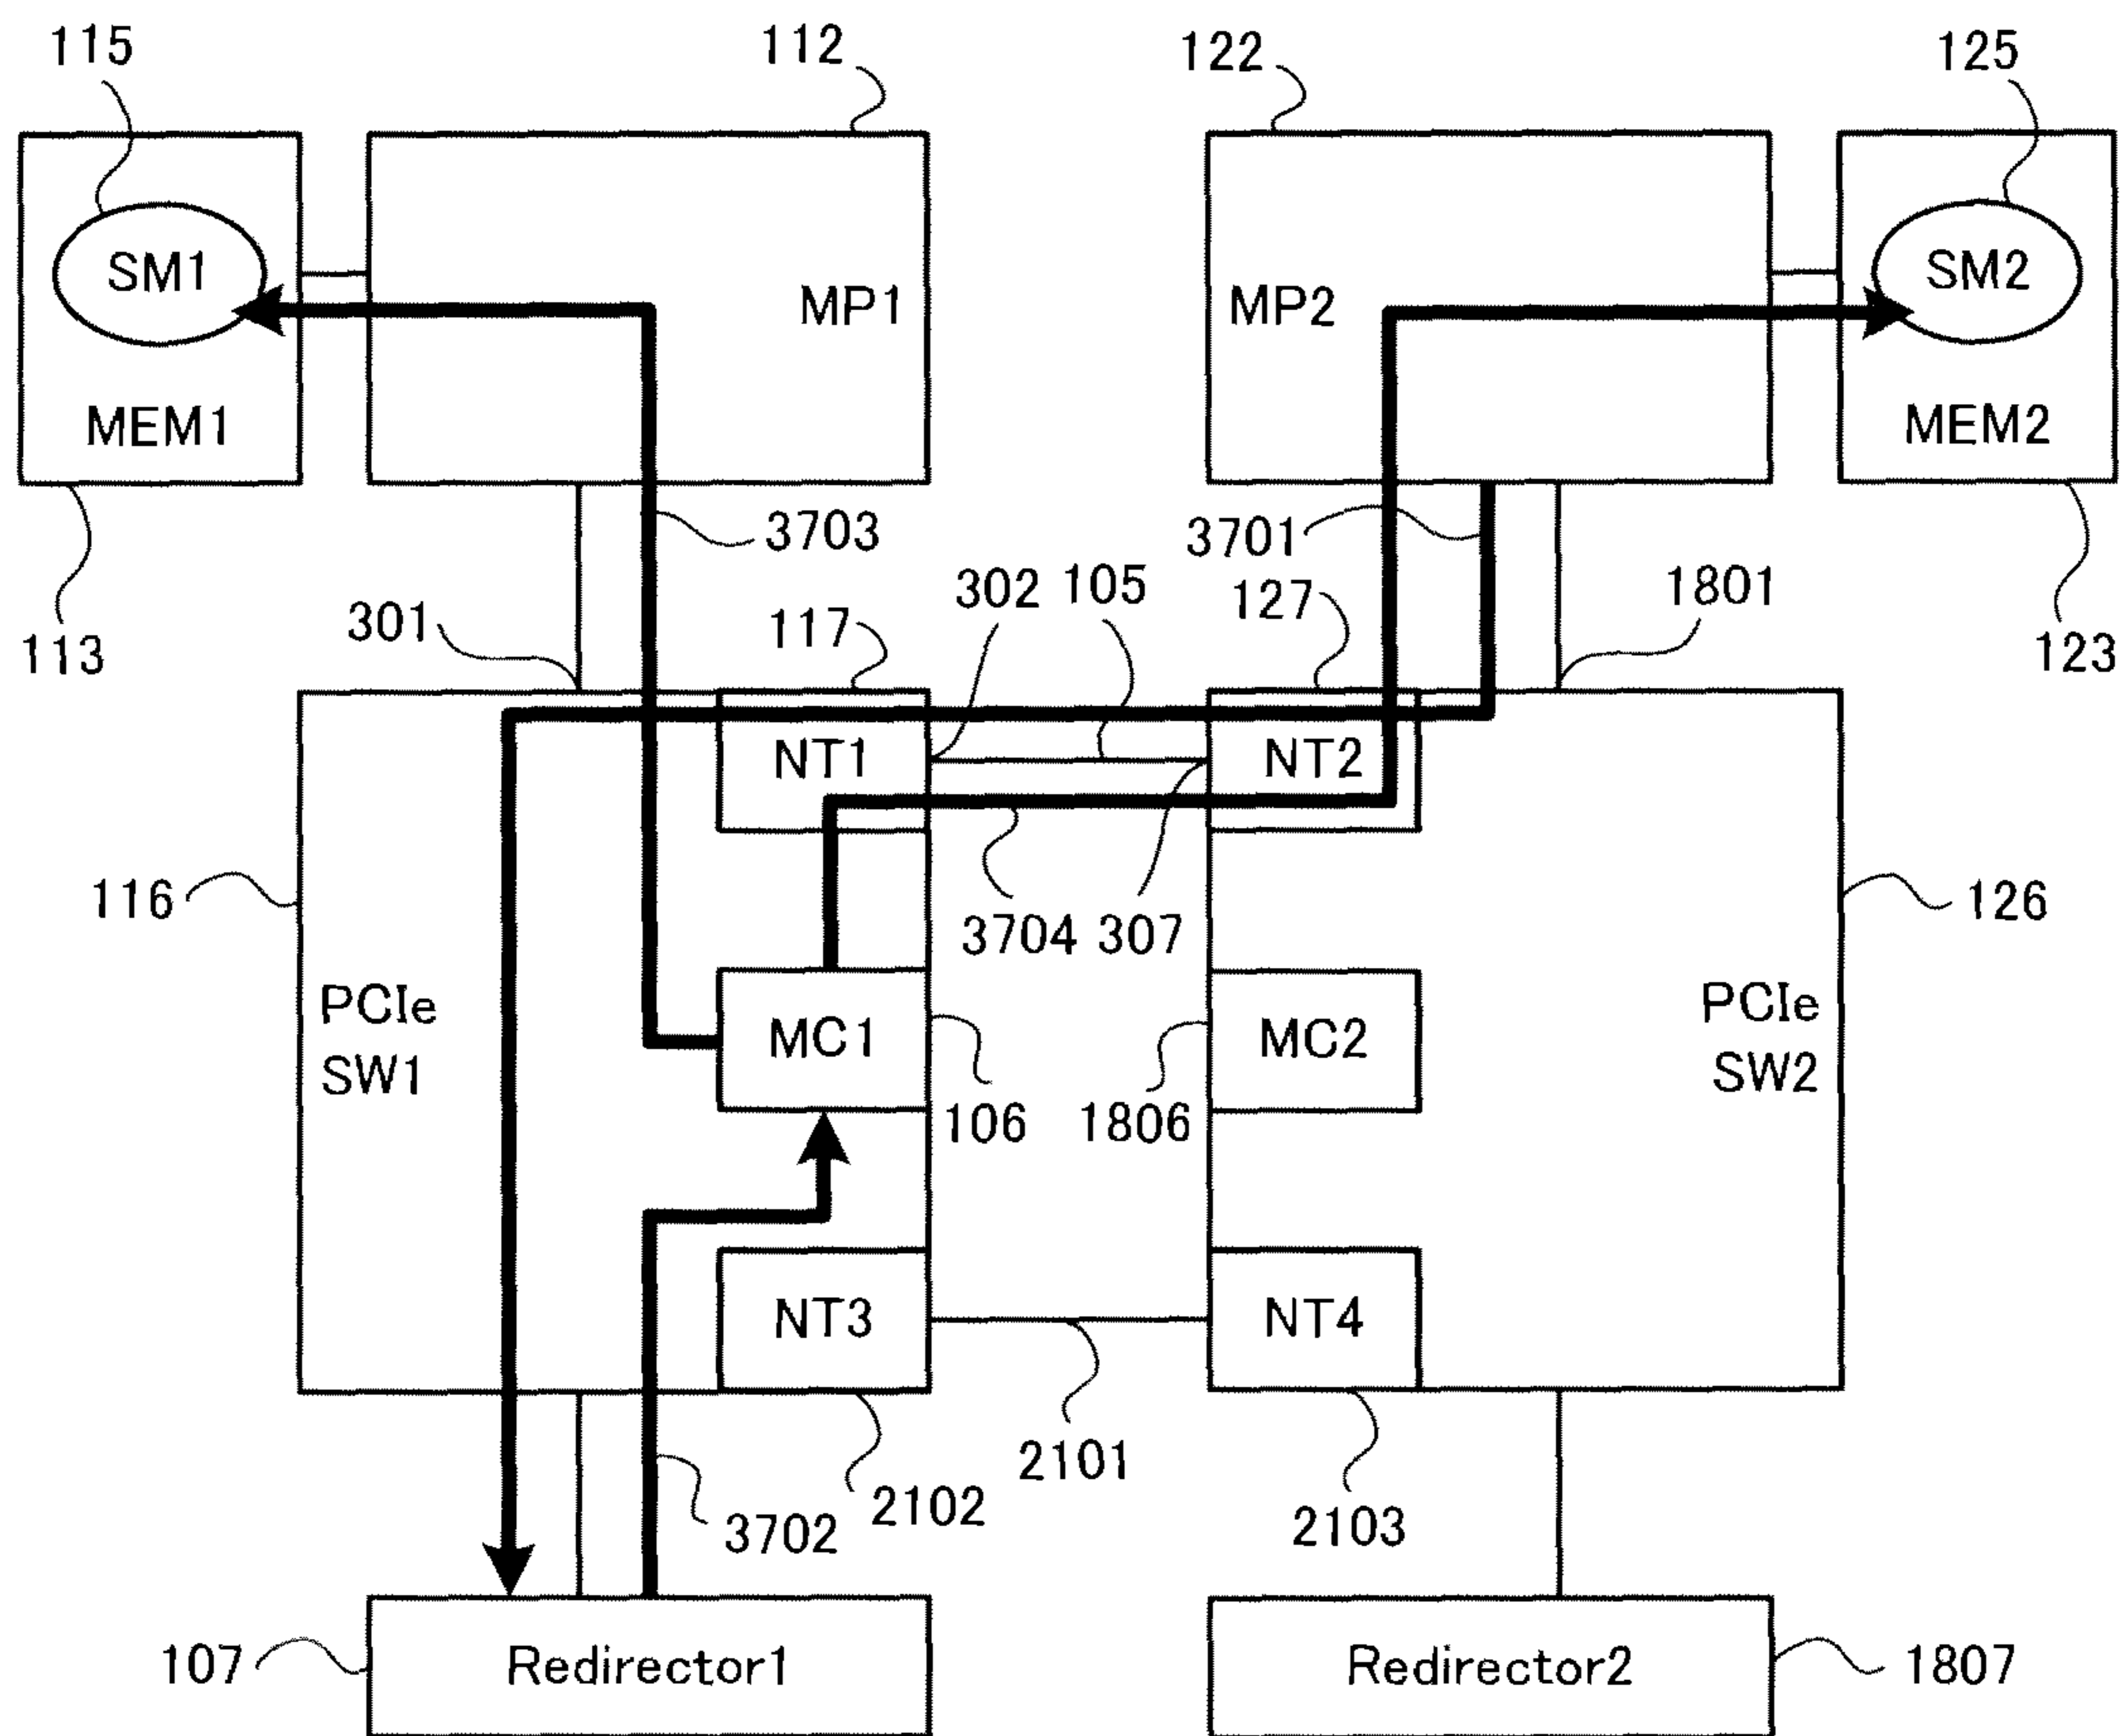 115
112
122
125
SM1
MP1
MP2
SM2
MEM1
MEM2
3703
3701
302
105
127
1801
301
117
113
123
NT1
NT2
116
3704
307
126
PCIe
SW1
MC1
MC2
PCIe
SW2
106
1806
NT3
NT4
2101
2102
3702
2103
107
Redirector1
Redirector2
1807